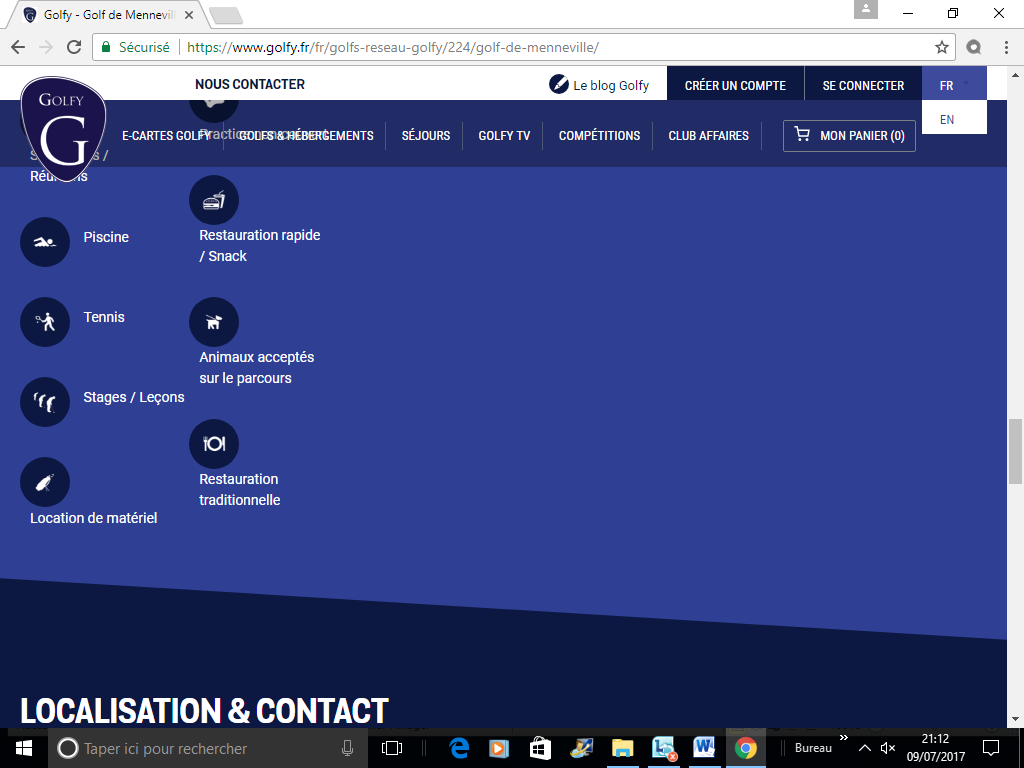 Golfy - Golf de Mennevil
Sécurisé https://www.golfy.fr/fr/golfs-reseau-golfy/224/golf-de-menneville/
NOUS CONTACTER
Le blog Golfy
CRÉER UN COMPTE
SE CONNECTER
FR
EN
GOLFY
G
E-CARTES GOLFY
GOLFS & HÉBERGEMENTS
SÉJOURS
GOLFY TV
COMPÉTITIONS
CLUB AFFAIRES
MON PANIER (0)
Practice
/
Réunions
Piscine
Tennis
Stages / Leçons
Location de matériel
Restauration rapide
/ Snack
Animaux acceptés
sur le parcours
Restauration
traditionnelle
LOCALISATION & CONTACT
Taper ici pour rechercher
Bureau
21:12
09/07/2017